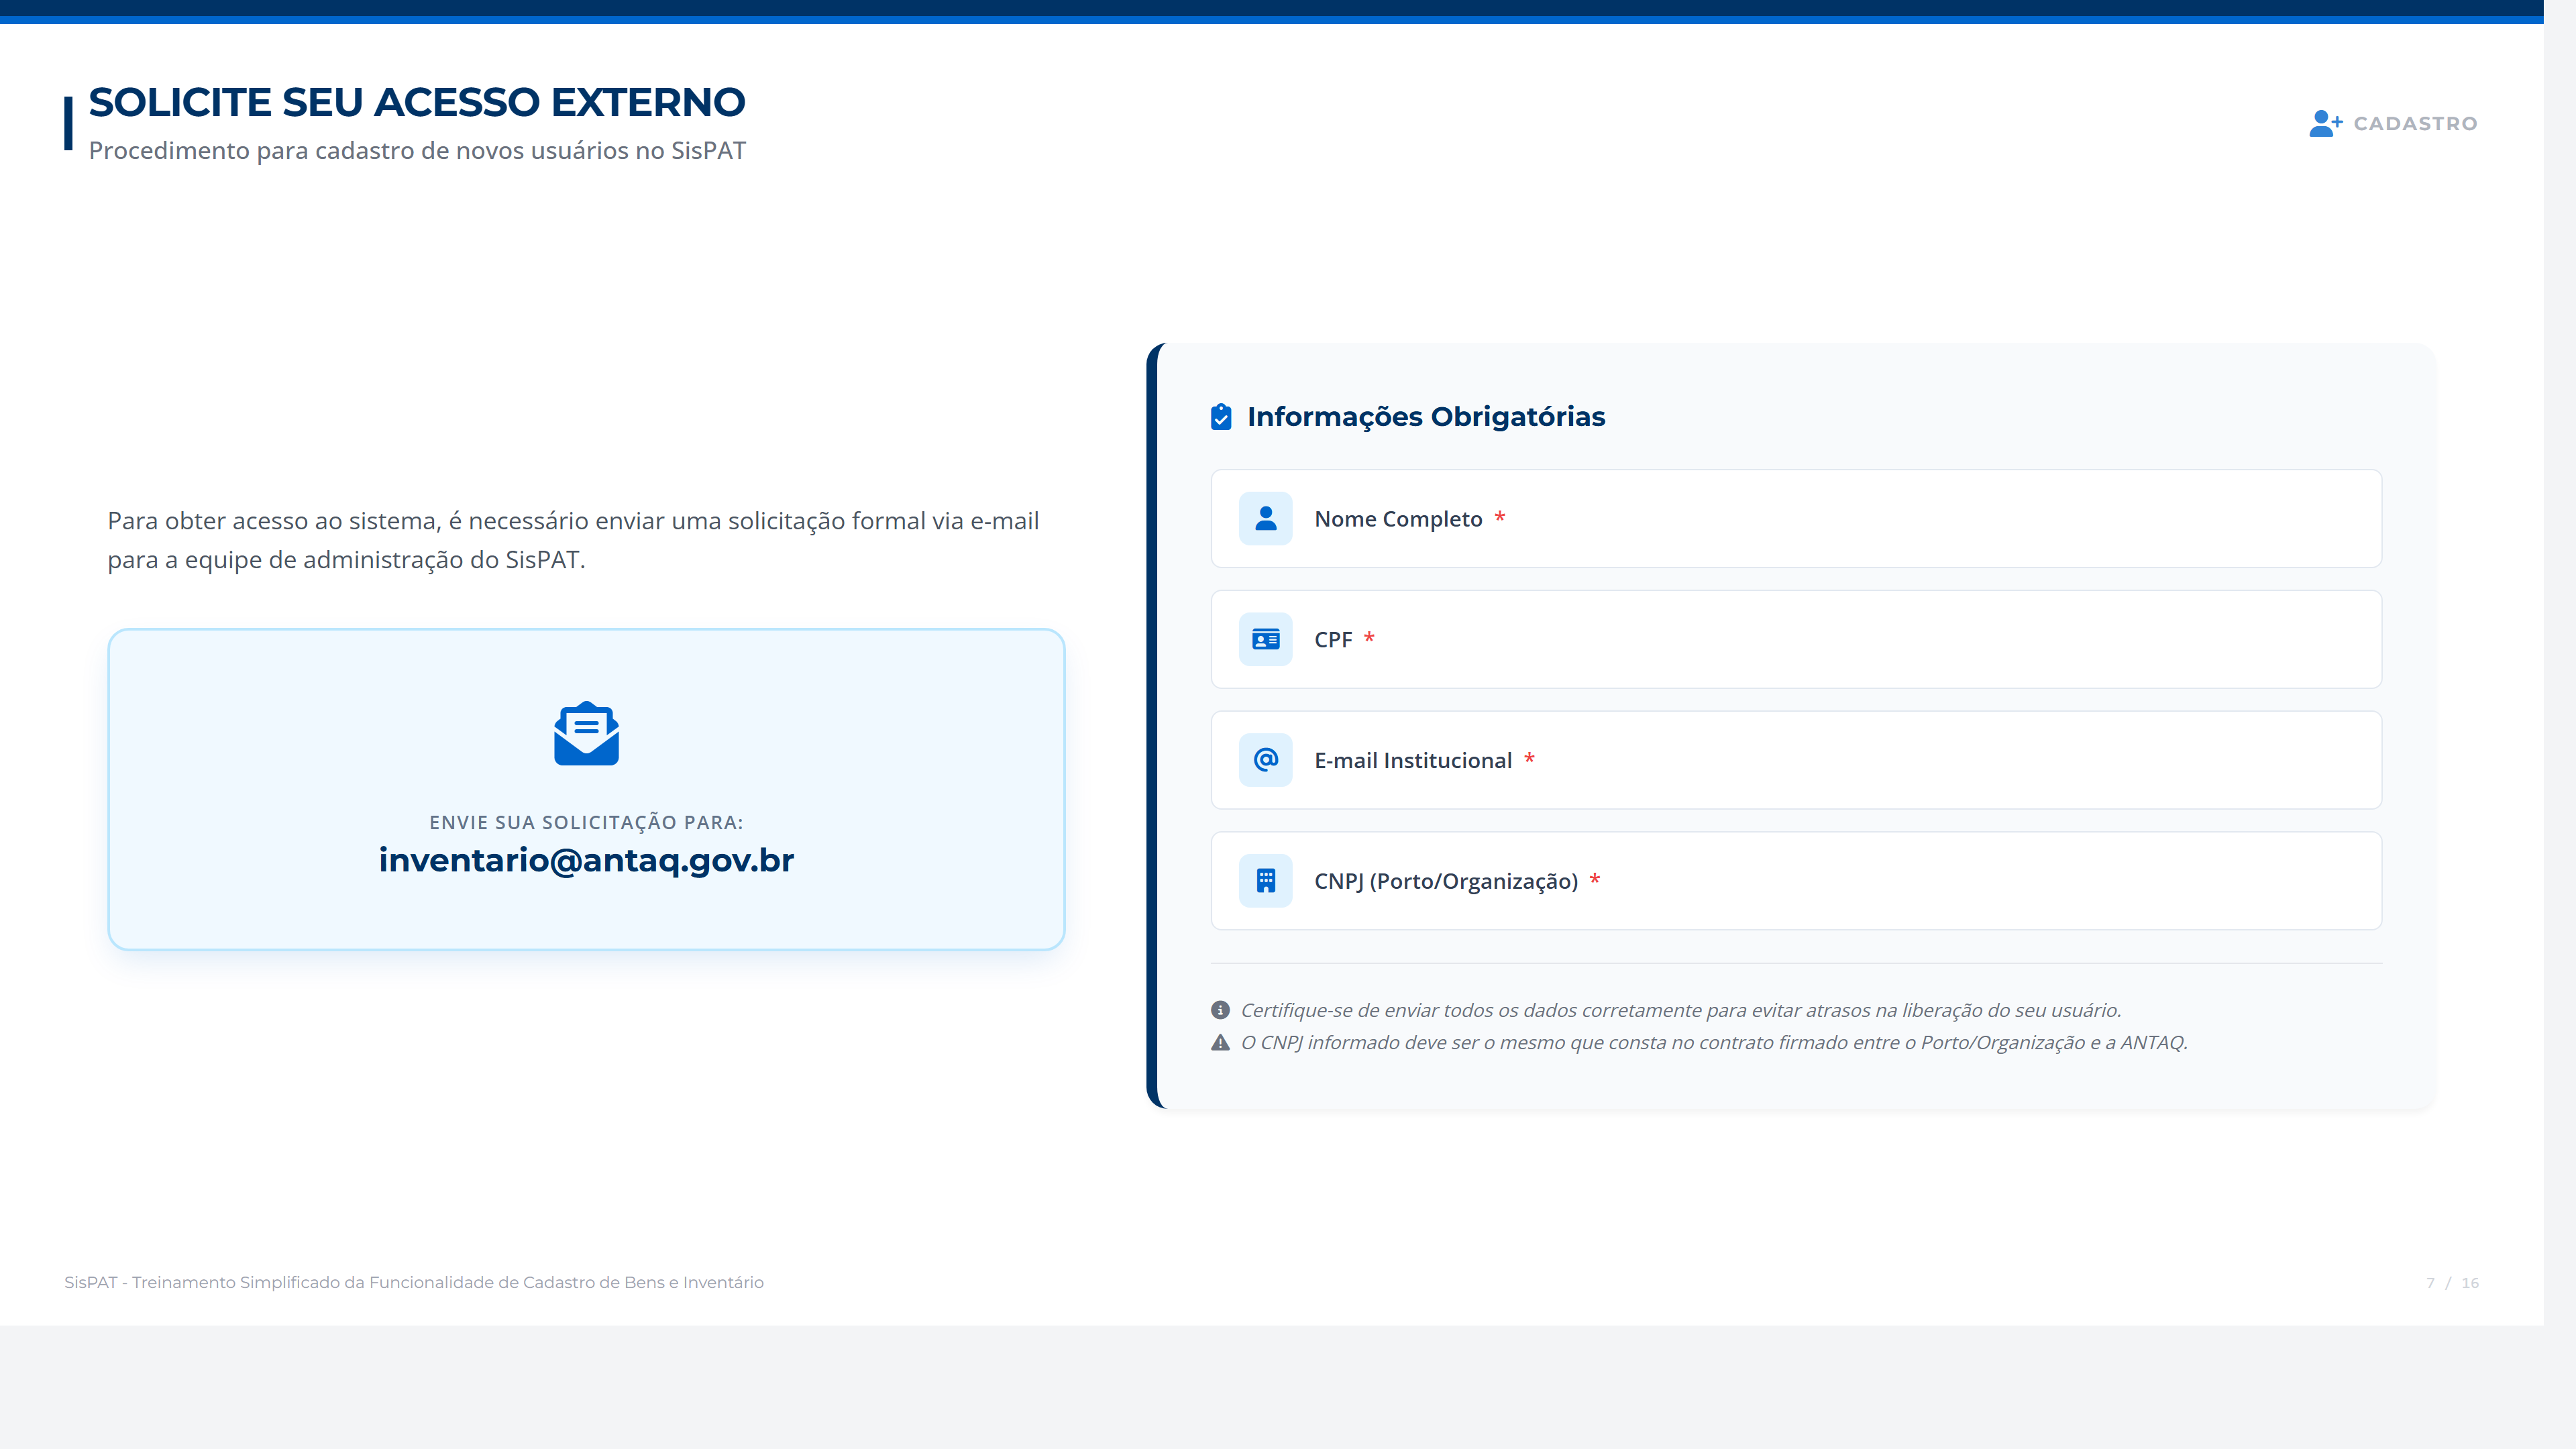 SOLICITE SEU ACESSO EXTERNO
Procedimento para cadastro de novos usuários no SisPAT
CADASTRO
Para obter acesso ao sistema, é necessário enviar uma solicitação formal via e-mail
para a equipe de administração do SisPAT.
ENVIE SUA SOLICITAÇÃO PARA:
inventario@antaq.gov.br
Informações Obrigatórias
Nome Completo *
CPF *
E-mail Institucional *
CNPJ (Porto/Organização) *
Certifique-se de enviar todos os dados corretamente para evitar atrasos na liberação do seu usuário.
O CNPJ informado deve ser o mesmo que consta no contrato firmado entre o Porto/Organização e a ANTAQ.
SisPAT - Treinamento Simplificado da Funcionalidade de Cadastro de Bens e Inventário
7 / 16